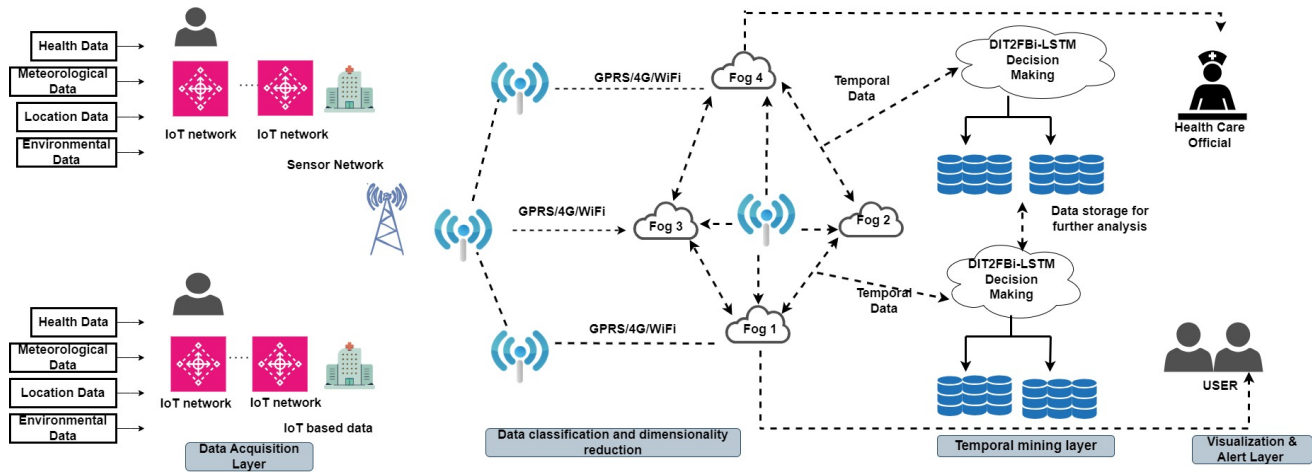 Health Data
Meteorological
Data
Location Data
Environmental
Data
IoT network
IoT network
Sensor Network
Health Data
Meteorological
Data
Location Data
Environmental
Data
IoT network
IoT network
IoT based data
Data Acquisition
Layer
GPRS/4G/WiFi
GPRS/4G/WiFi
GPRS/4G/WiFi
Fog 4
Fog 3
Fog 2
Fog 1
Data classification and dimensionality
reduction
Temporal
Data
Temporal Data
DIT2FBi-LSTM
Decision
Making
Data storage for
further analysis
DIT2FBi-LSTM
Decision
Making
Temporal mining layer
Health Care
Official
USER
Visualization &
Alert Layer